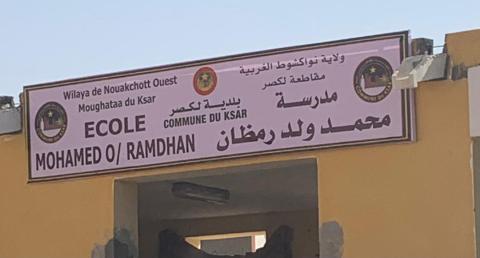 Wilaya de Nouakchott Ouest
Moughataa du Ksar
ECOLE
MOHAMED O/ RAMDHAN
بلدية لكصر
COMMUNE DU KSAR
ولاية نواكشوط الغربية
مقاطعة لكصر
مدرسة
محمد ولد رمظان